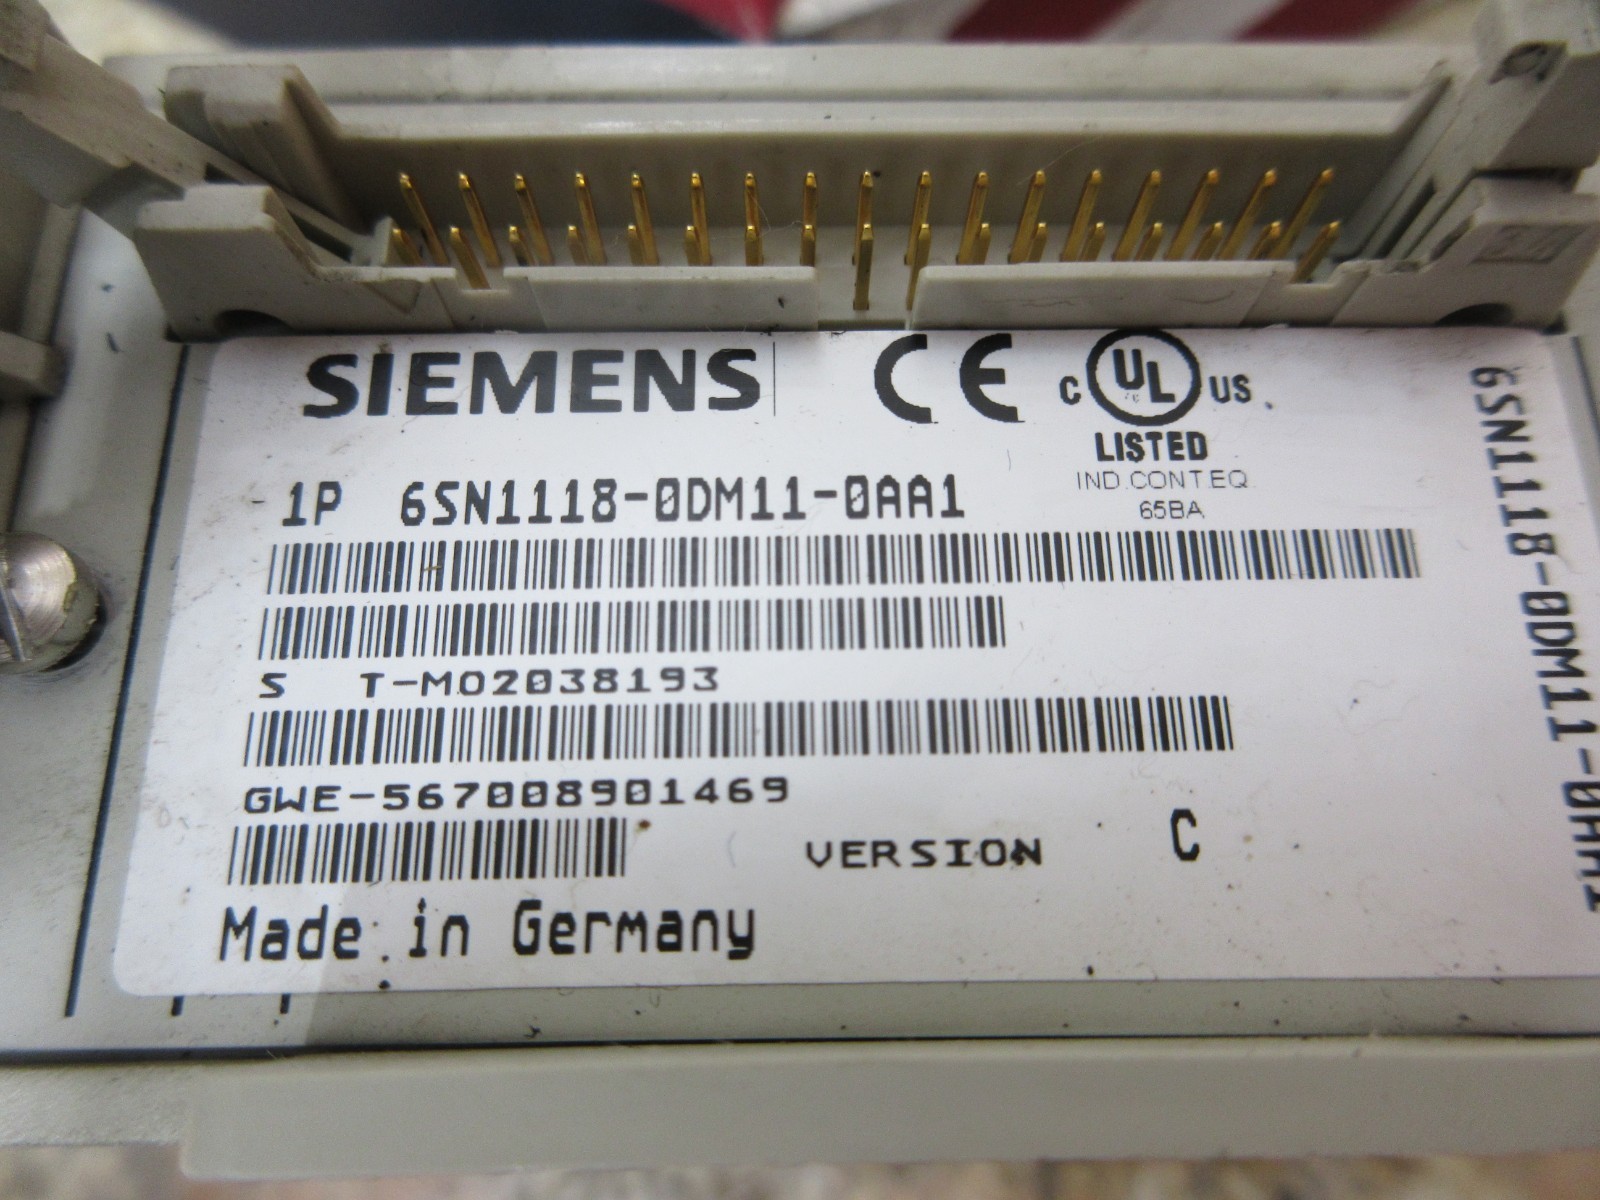 SIEMENS CE C UL US
LISTED
IND.CONT.EQ
65BA
1P 6SN1118-0DM11-0AA1
S T-MO2038193
GWE-567008901469
VERSION C
Made in Germany
6SN1118-0DM11-0AA1